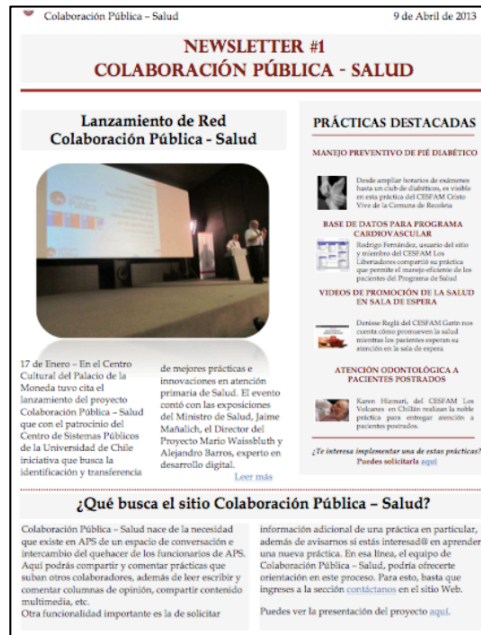 Colaboración Pública – Salud
9 de Abril de 2013
NEWSLETTER #1
COLABORACIÓN PÚBLICA - SALUD
Lanzamiento de Red
Colaboración Pública - Salud
17 de Enero – En el Centro
Cultural del Palacio de la
Moneda tuvo cita el
lanzamiento del proyecto
Colaboración Pública – Salud
que con el patrocinio del
Centro de Sistemas Públicos
de la Universidad de Chile
iniciativa que busca la
identificación y transferencia
de mejores prácticas e
innovaciones en atención
primaria de Salud. El evento
contó con las exposiciones
del Ministro de Salud, Jaime
Mañalich, el Director del
Proyecto Mario Waissbluth y
Alejandro Barros, experto en
desarrollo digital.
Leer más
PRÁCTICAS DESTACADAS
MANEJO PREVENTIVO DE PIÉ DIABÉTICO
Desde ampliar horarios de exámenes
hasta un club de diabéticos, es visible
en esta práctica del CESFAM Cristo
Vive de la Comuna de Recoleta
BASE DE DATOS PARA PROGRAMA
CARDIOVASCULAR
Rodrigo Fernández, usuario del sitio
y miembro del CESFAM Los
Libertadores compartió su práctica
que permite el manejo eficiente de los
pacientes del Programa de Salud
VIDEOS DE PROMOCIÓN DE LA SALUD
EN SALA DE ESPERA
Denisse Reglá del CESFAM Garín nos
cuenta cómo promueven la salud
mientras los pacientes esperan su
atención en la sala de espera
ATENCIÓN ODONTOLÓGICA A
PACIENTES POSTRADOS
Karen, del CESFAM Los
Volcanes en Chillán realizan la noble
práctica para entregar atención a
pacientes postrados.
¿Te interesa implementar una de estas prácticas?
Puedes solicitarla aquí
¿Qué busca el sitio Colaboración Pública – Salud?
Colaboración Pública – Salud nace de la necesidad
que existe en APS de un espacio de conversación e
intercambio del quehacer de los funcionarios de APS.
Aquí podrás compartir y comentar prácticas que
suban otros colaboradores, además de leer escribir y
comentar columnas de opinión, compartir contenido
multimedia, etc.
Otra funcionalidad importante es la de solicitar
información adicional de una práctica en particular,
además de avisarnos si estás interesad@ en aprender
una nueva práctica. En esa línea, el equipo de
Colaboración Pública – Salud, podría ofrecerte
orientación en este proceso. Para esto, basta que
ingreses a la sección contáctanos en el sitio Web.
Puedes ver la presentación del proyecto aquí.